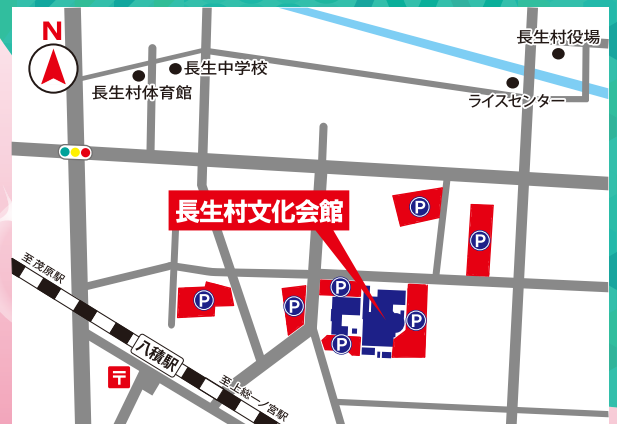 N
長生村役場
長生中学校
長生村体育館
ライスセンター
長生村文化会館
P
P
至茂原駅
P
P
P
P
P
八積駅
〒
至上総一ノ宮駅